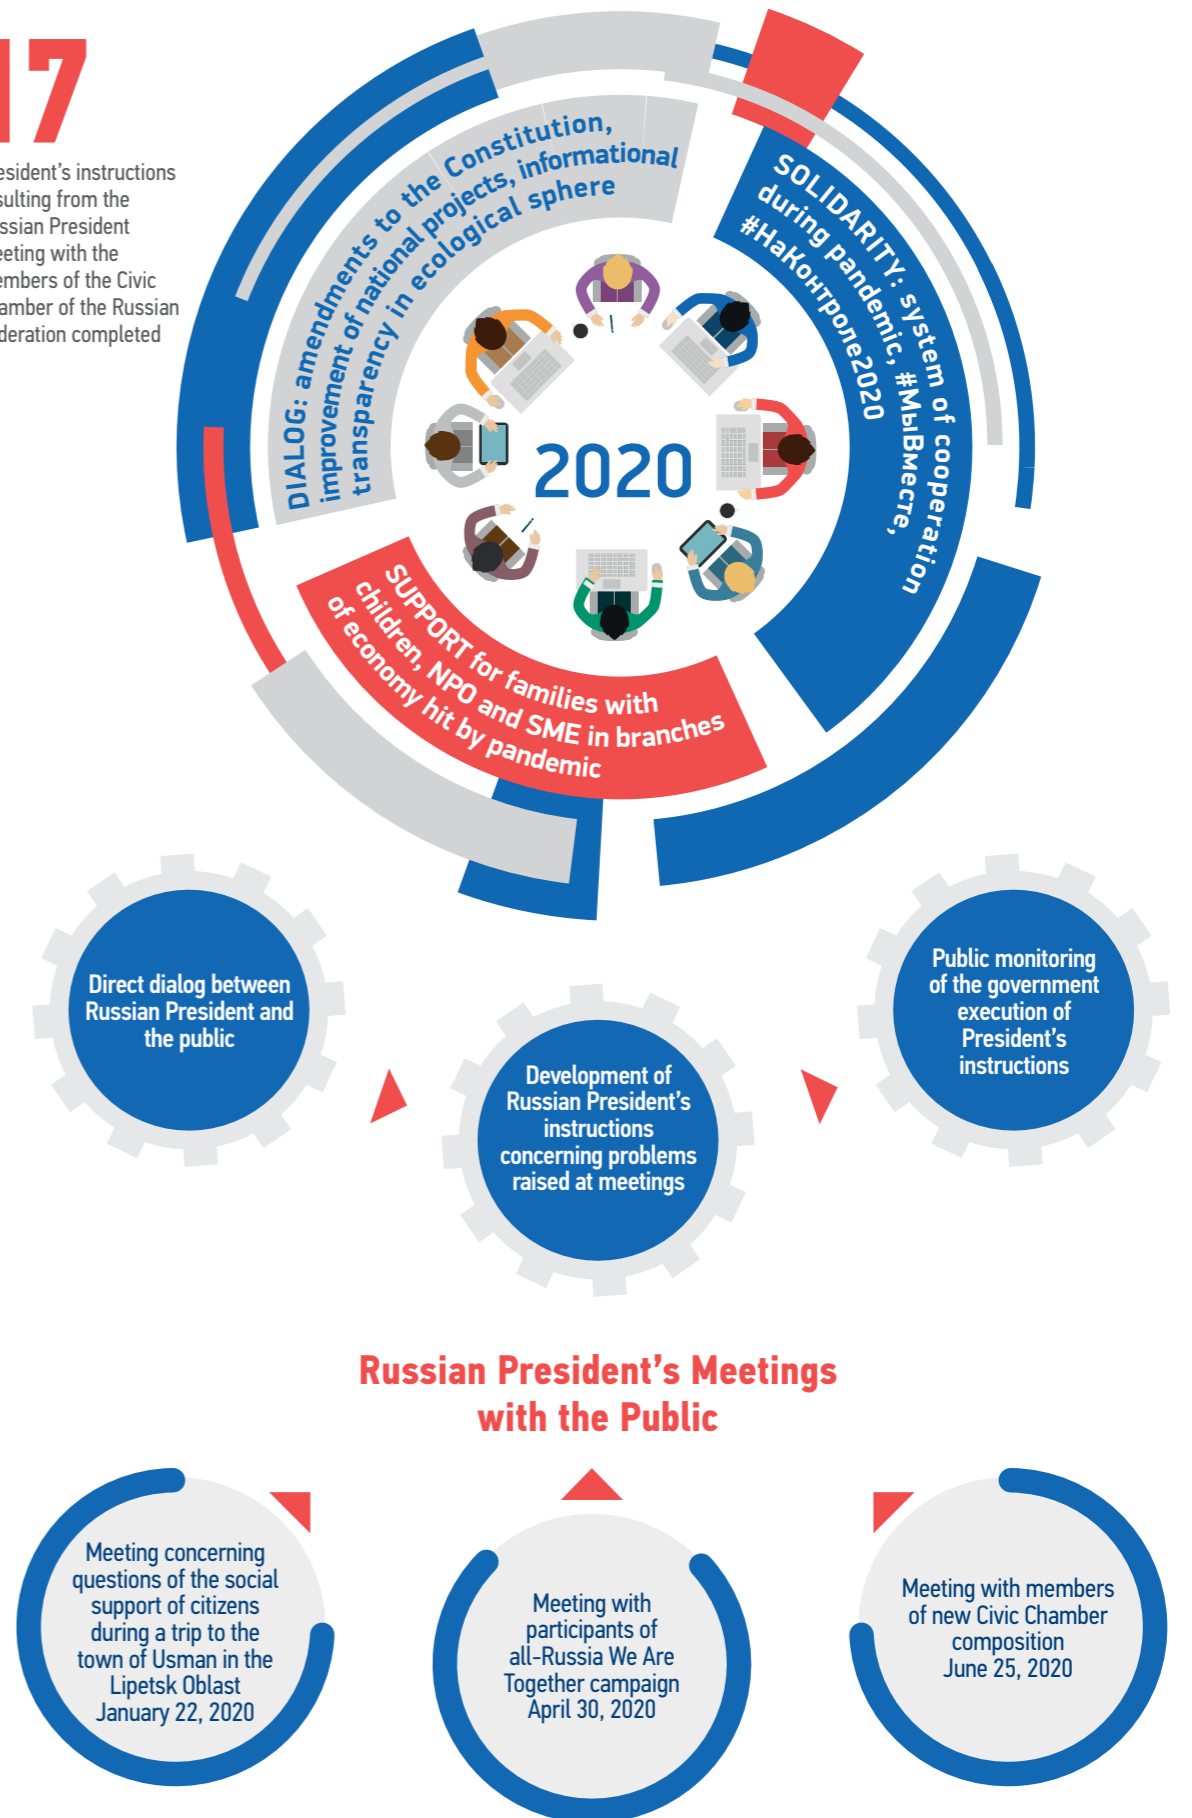 17
esident's instructions
sulting from the
ssian President
eeting with the
embers of the Civic
amber of the Russian
deration completed
DIALOG: amendments to the Constitution,
improvement of national projects, informational
transparency in ecological sphere
SOLIDARITY: system of cooperation
during pandemic, #МыВместе,
#НаКонтроле2020
2020
SUPPORT for families with
children, NPO and SME in branches
of economy hit by pandemic
Direct dialog between
Russian President and
the public
Development of
Russian President's
instructions
concerning problems
raised at meetings
Public monitoring
of the government
execution of
President's
instructions
Russian President's Meetings
with the Public
Meeting concerning
questions of the social
support of citizens
during a trip to the
town of Usman in the
Lipetsk Oblast
January 22, 2020
Meeting with
participants of
all-Russia We Are
Together campaign
April 30, 2020
Meeting with members
of new Civic Chamber
composition
June 25, 2020